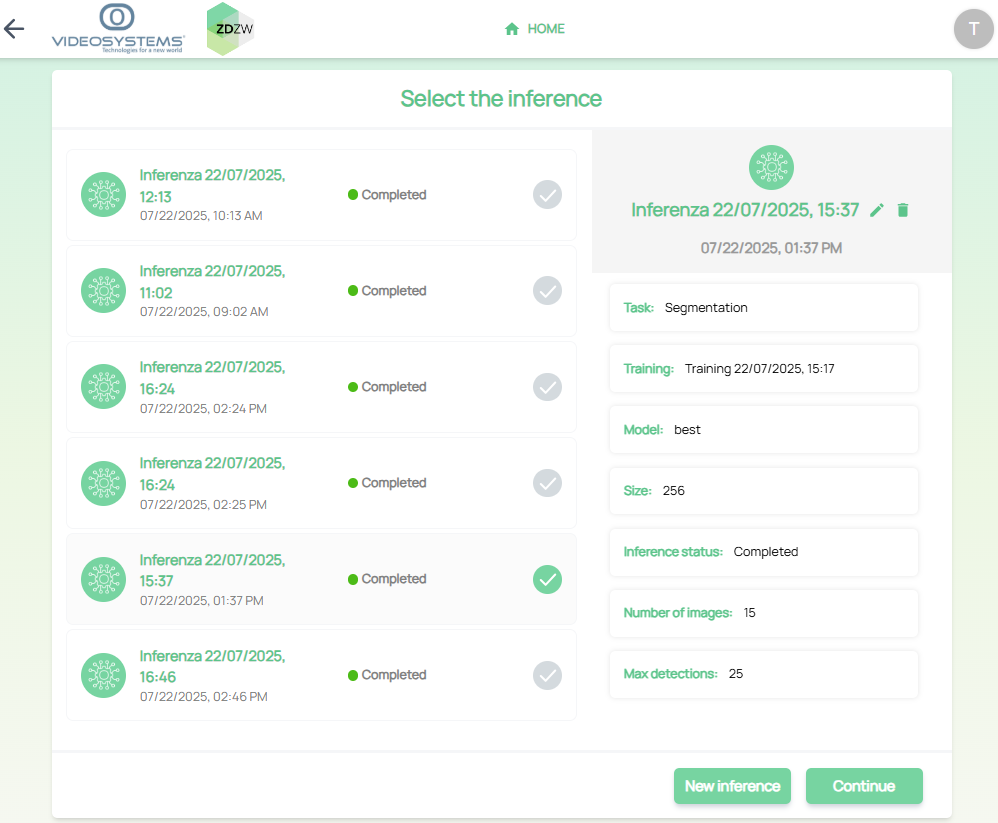 VIDEOSYSTEMS
Technologies for a new world
ZDZW
HOME
T
Select the inference
Inferenza 22/07/2025,
12:13
07/22/2025, 10:13 AM
Completed
Inferenza 22/07/2025,
11:02
07/22/2025, 09:02 AM
Completed
Inferenza 22/07/2025,
16:24
07/22/2025, 02:24 PM
Completed
Inferenza 22/07/2025,
16:24
07/22/2025, 02:25 PM
Completed
Inferenza 22/07/2025,
15:37
07/22/2025, 01:37 PM
Completed
Inferenza 22/07/2025,
16:46
07/22/2025, 02:46 PM
Completed
Inferenza 22/07/2025, 15:37
07/22/2025, 01:37 PM
Task: Segmentation
Training: Training 22/07/2025, 15:17
Model: best
Size: 256
Inference status: Completed
Number of images: 15
Max detections: 25
New inference
Continue